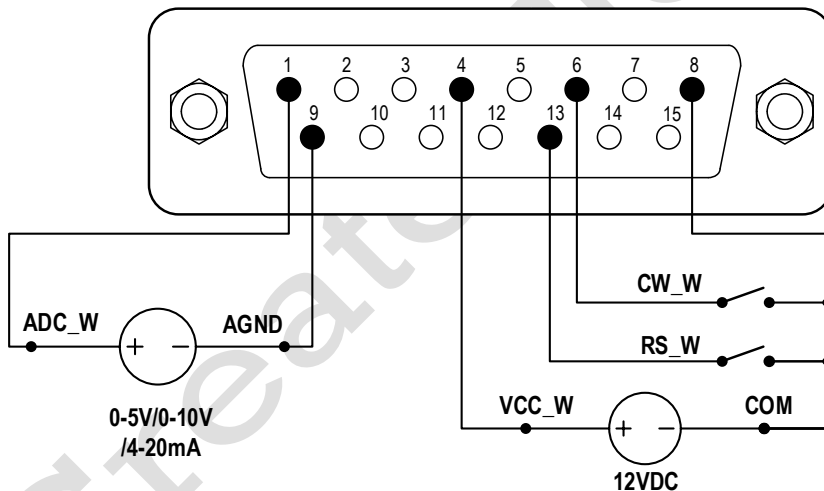 1 2 3 4 5 6 7 8
9 10 11 12 13 14 15
CW_W
ADC_W AGND
RS_W
VCC_W COM
0-5V/0-10V
/4-20mA
+ − + −
12VDC
Create